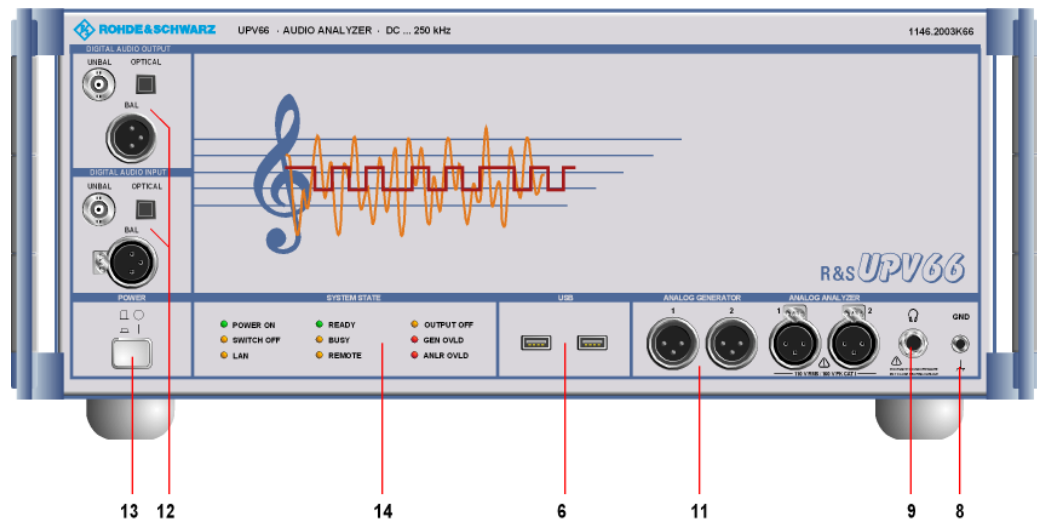 ROHDE&SCHWARZ UPV66 · AUDIO ANALYZER · DC ... 250 kHz 1146.2003K66
DIGITAL AUDIO OUTPUT
UNBAL OPTICAL
BAL
DIGITAL AUDIO INPUT
UNBAL OPTICAL
BAL
R&S UPV66
POWER SYSTEM STATE USB ANALOG GENERATOR ANALOG ANALYZER
1 2 1 2 GND
POWER ON READY OUTPUT OFF
SWITCH OFF BUSY GEN OVLD
LAN REMOTE ANLR OVLD
13 12 14 6 11 9 8